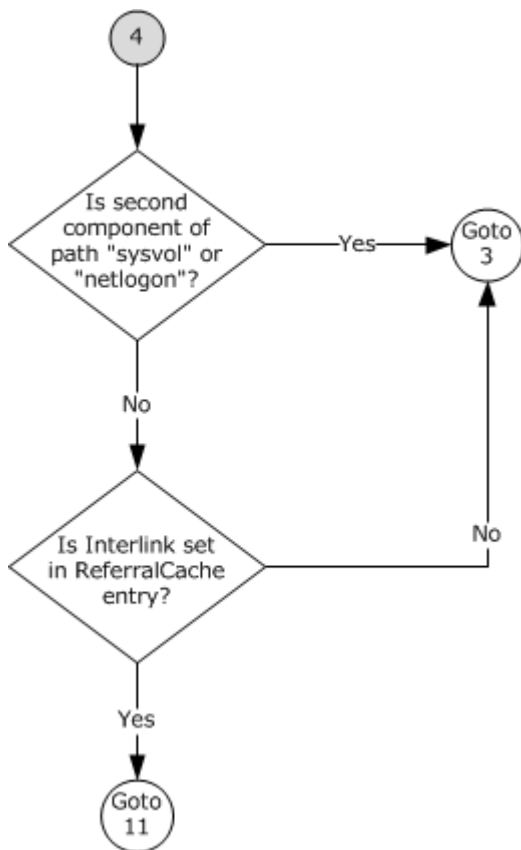 4
Is second
component of
path "sysvol" or
"netlogon"?
Yes
Goto
3
No
Is Interlink set
in ReferralCache
entry?
No
Yes
Goto
11